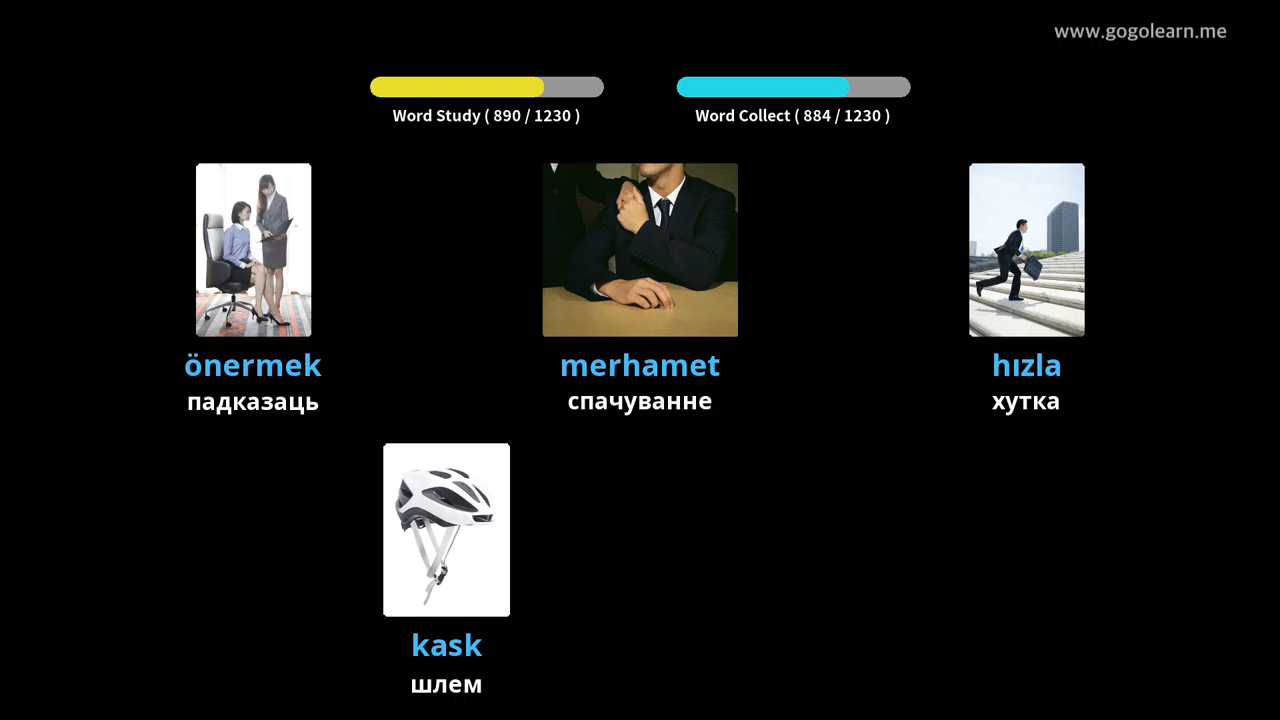 www.gogolearn.me
Word Study ( 890 / 1230 )
Word Collect ( 884 / 1230 )
önermek
падказаць
merhamet
спачуванне
hızla
хутка
kask
шлем